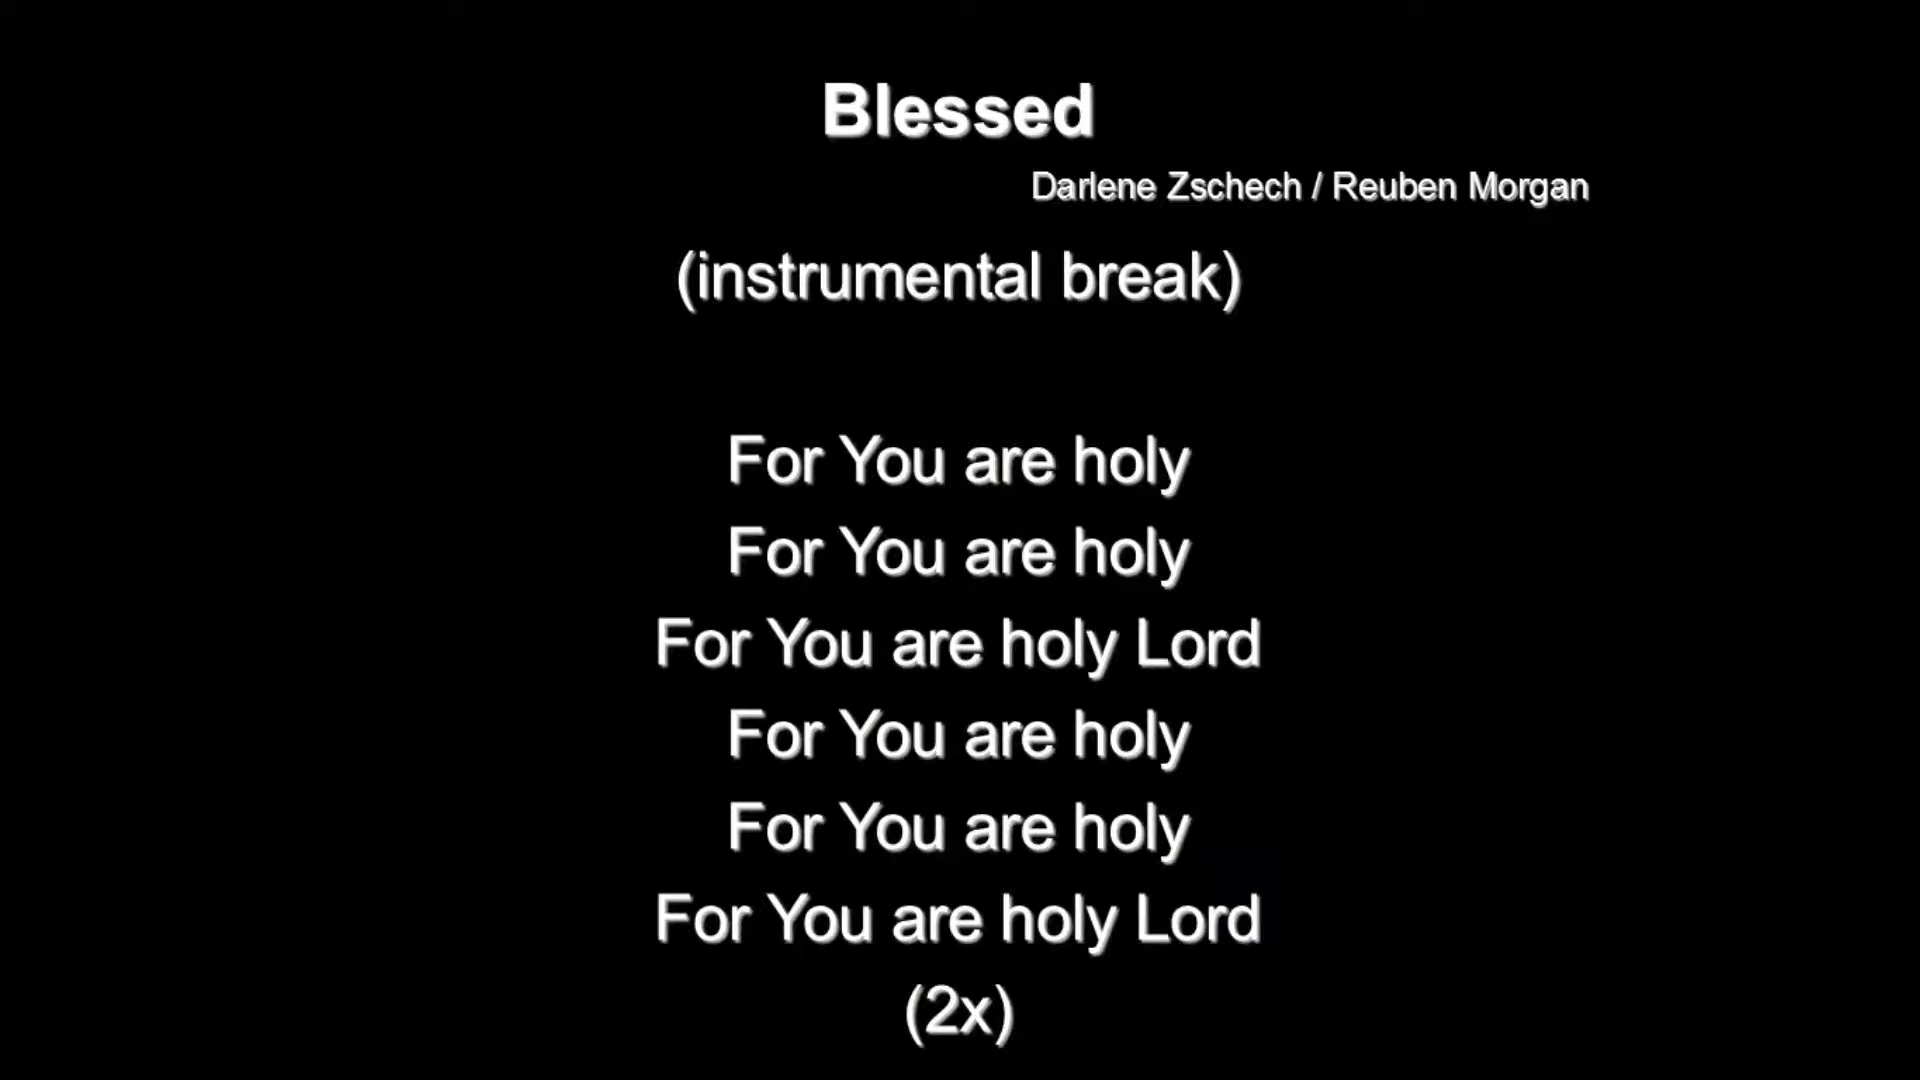 Blessed
Darlene Zschech / Reuben Morgan
(instrumental break)
For You are holy
For You are holy
For You are holy Lord
For You are holy
For You are holy
For You are holy Lord
(2x)